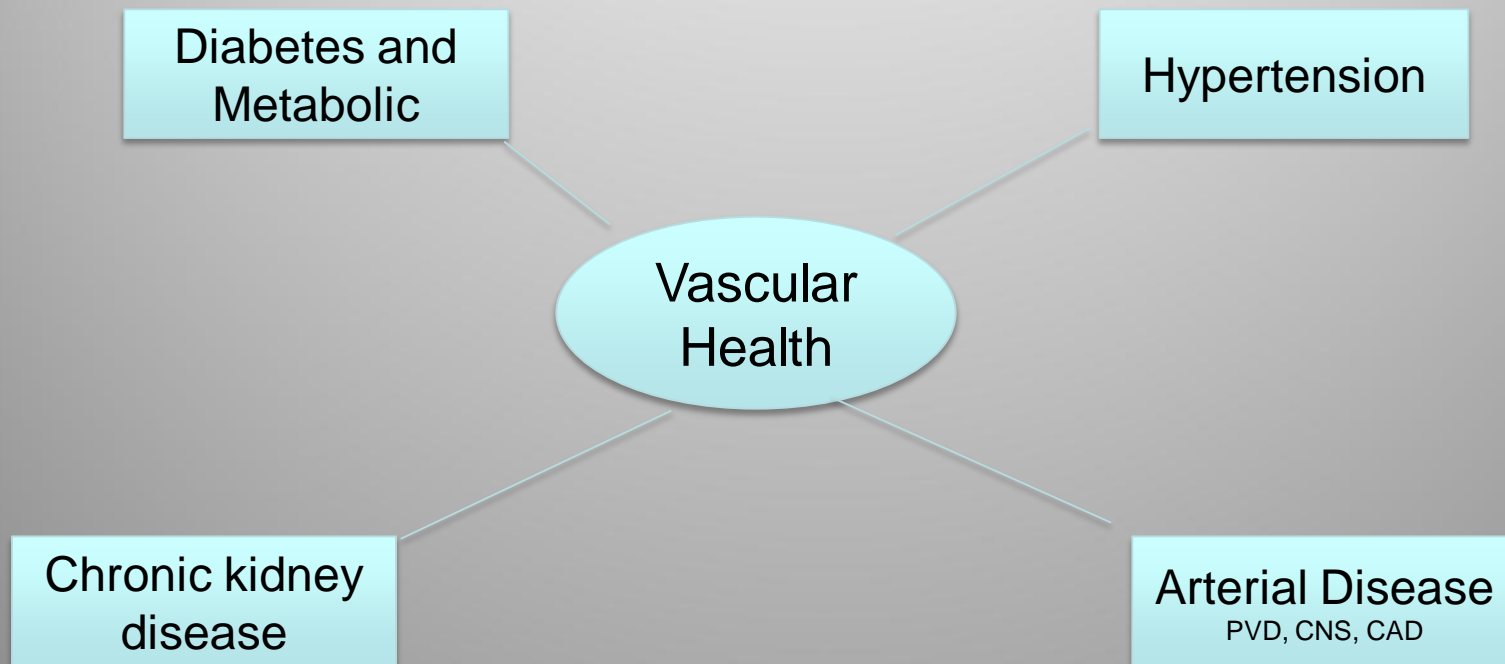 Diabetes and
Metabolic
Hypertension
Vascular
Health
Chronic kidney
disease
Arterial Disease
PVD, CNS, CAD